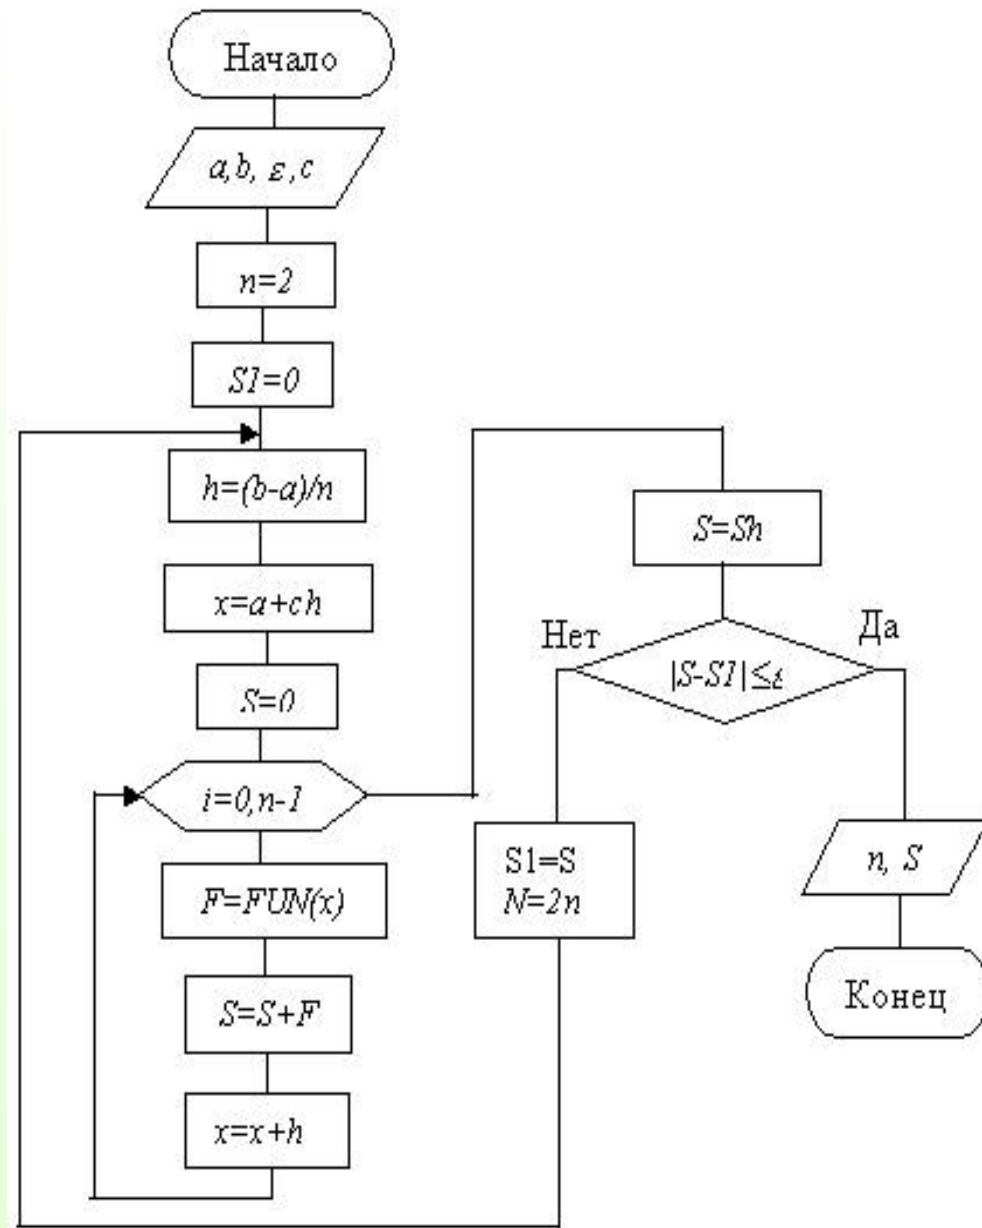 Начало
a,b, ε,c
n=2
S1=0
h=(b-a)/n
x=a+ch
S=0
i=0,n-1
F=FUN(x)
S=S+F
x=x+h
S=Sh
Нет
Да
|S-S1|≤ε
S1=S
N=2n
n, S
Конец